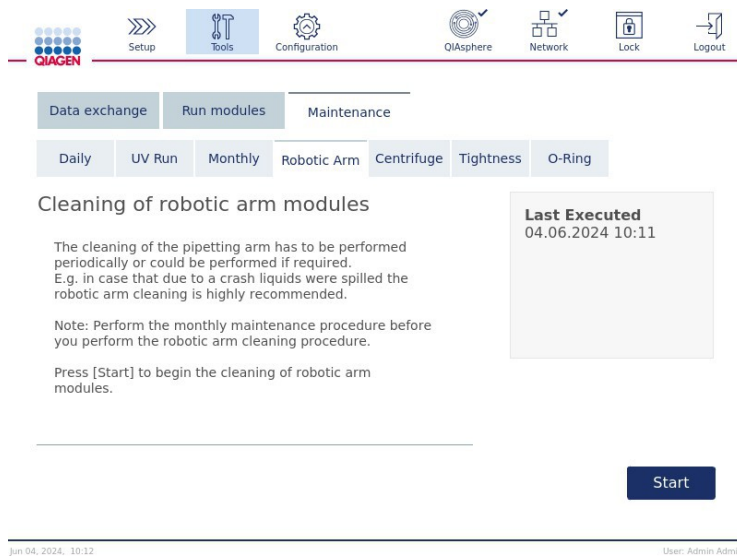 QIAGEN
Setup
Tools
Configuration
QIAsphere
Network
Lock
Logout
Data exchange
Run modules
Maintenance
Daily
UV Run
Monthly
Robotic Arm
Centrifuge
Tightness
O-Ring
Cleaning of robotic arm modules
The cleaning of the pipetting arm has to be performed
periodically or could be performed if required.
E.g. in case that due to a crash liquids were spilled the
robotic arm cleaning is highly recommended.
Note: Perform the monthly maintenance procedure before
you perform the robotic arm cleaning procedure.
Press [Start] to begin the cleaning of robotic arm
modules.
Last Executed
04.06.2024 10:11
Start
Jun 04, 2024, 10:12
User: Admin Admi